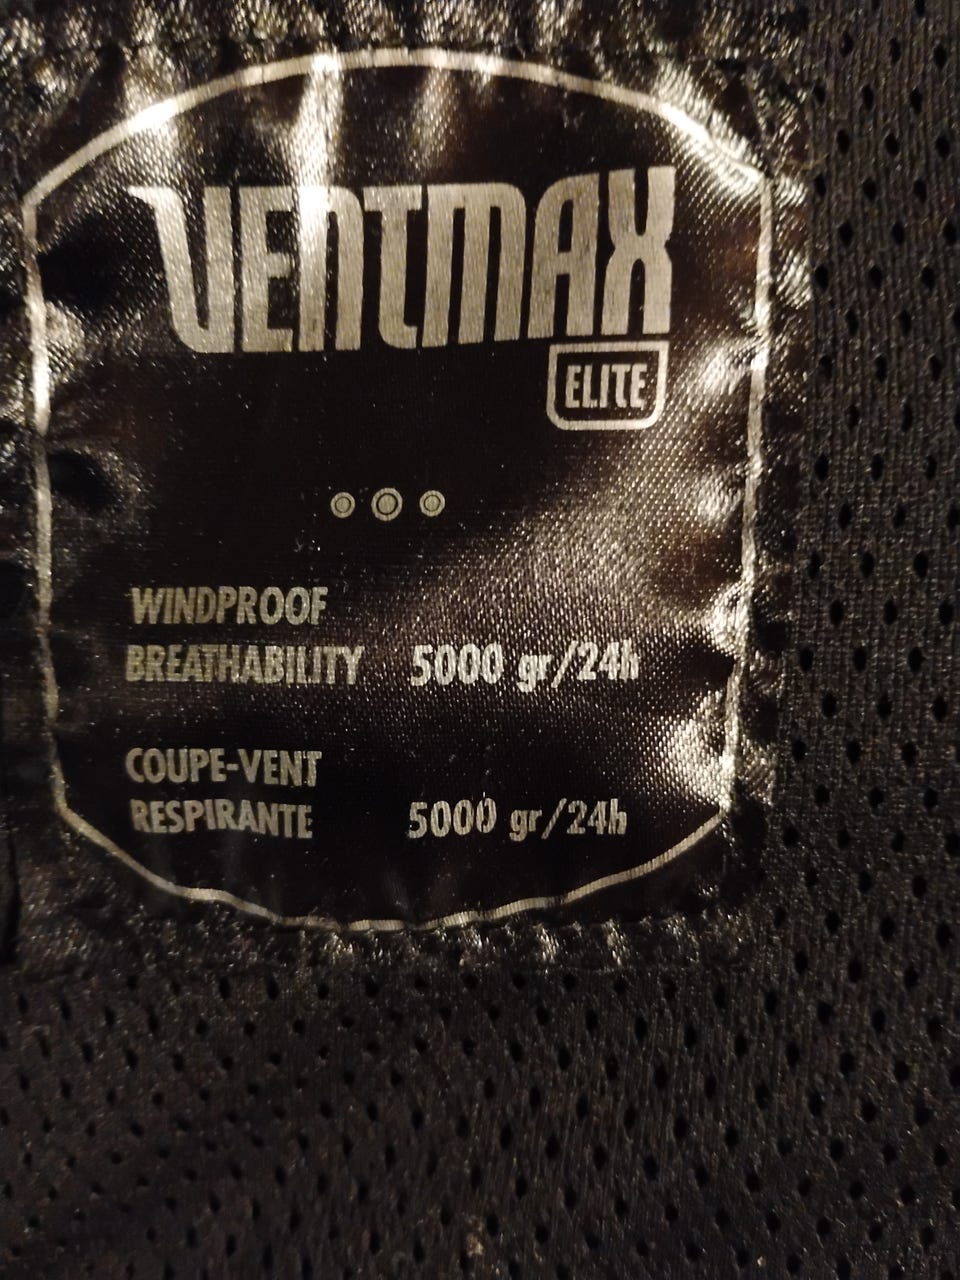 VENTMAX
ELITE
WINDPROOF
BREATHABILITY 5000 gr/24h
COUPE-VENT
RESPIRANTE 5000 gr/24h